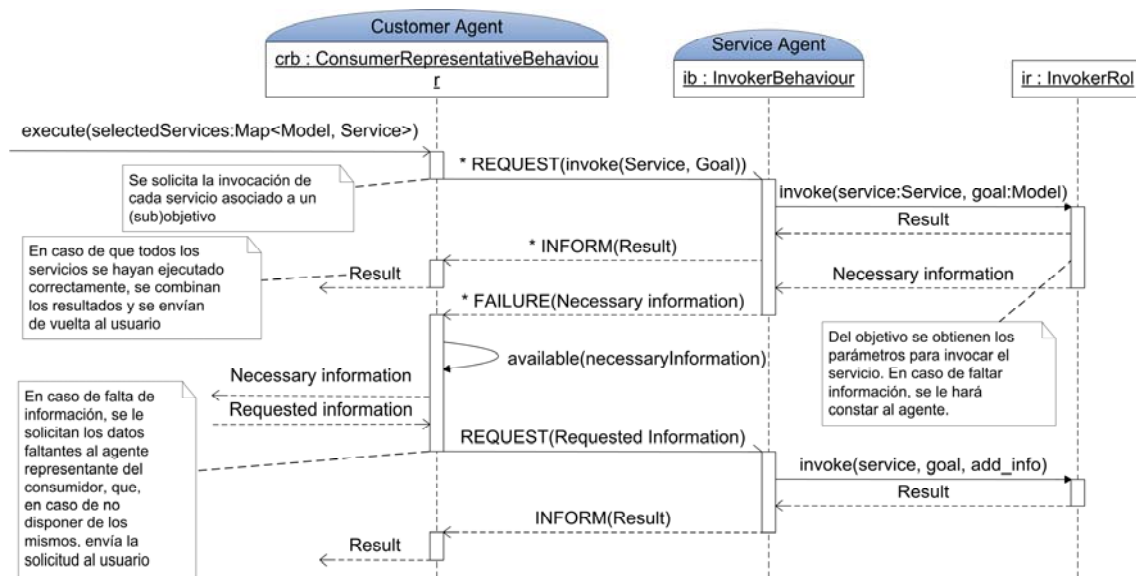 Customer Agent
crb : ConsumerRepresentativeBehaviou
r
Service Agent
ib : InvokerBehaviour
ir : InvokerRol
execute(selectedServices:Map<Model, Service>)
* REQUEST(invoke(Service, Goal))
Se solicita la invocación de
cada servicio asociado a un
(sub)objetivo
invoke(service:Service, goal:Model)
Result
* INFORM(Result)
En caso de que todos los
servicios se hayan ejecutado
correctamente, se combinan
los resultados y se envían
de vuelta al usuario
Result
Necessary information
* FAILURE(Necessary information)
Del objetivo se obtienen los
parámetros para invocar el
servicio. En caso de faltar
información, se le hará
constar al agente.
available(necessaryInformation)
Necessary information
Requested information
En caso de falta de
información, se le
solicitan los datos
faltantes al agente
representante del
consumidor, que,
en caso de no
disponer de los
mismos, envía la
solicitud al usuario
REQUEST(Requested Information)
invoke(service, goal, add_info)
Result
INFORM(Result)
Result